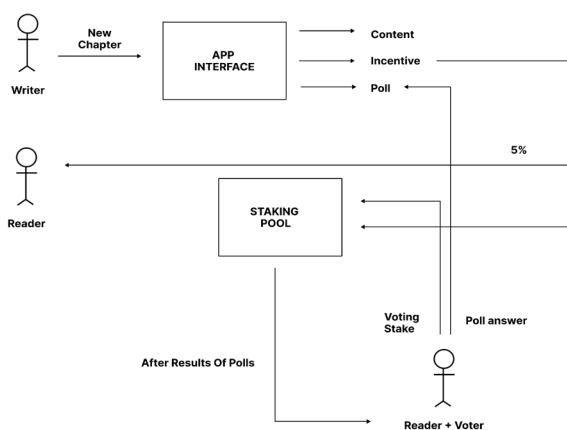 New
Chapter
Writer
APP
INTERFACE
Content
Incentive
Poll
5%
Reader
STAKING
POOL
Voting
Stake
Poll answer
After Results Of Polls
Reader + Voter